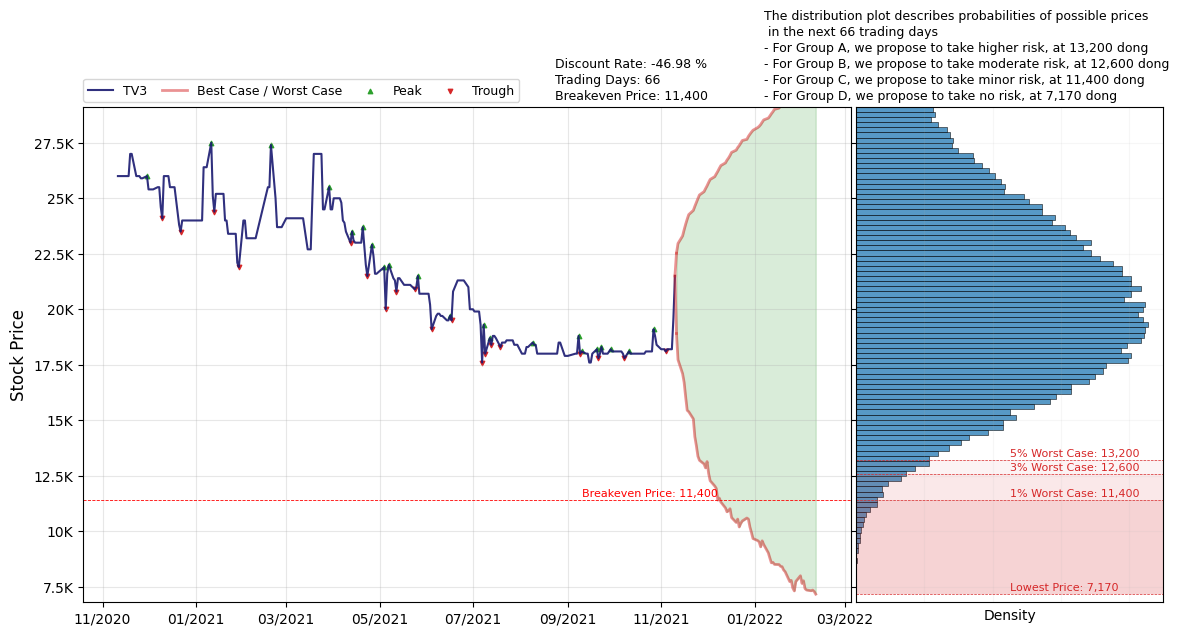 The distribution plot describes probabilities of possible prices
in the next 66 trading days
- For Group A, we propose to take higher risk, at 13,200 dong
- For Group B, we propose to take moderate risk, at 12,600 dong
- For Group C, we propose to take minor risk, at 11,400 dong
- For Group D, we propose to take no risk, at 7,170 dong
Discount Rate: -46.98 %
Trading Days: 66
Breakeven Price: 11,400
TV3 Best Case / Worst Case Peak Trough
Stock Price
27.5K
25K
22.5K
20K
17.5K
15K
12.5K
10K
7.5K
Breakeven Price: 11,400
5% Worst Case: 13,200
3% Worst Case: 12,600
1% Worst Case: 11,400
Lowest Price: 7,170
11/2020 01/2021 03/2021 05/2021 07/2021 09/2021 11/2021 01/2022 03/2022
Density